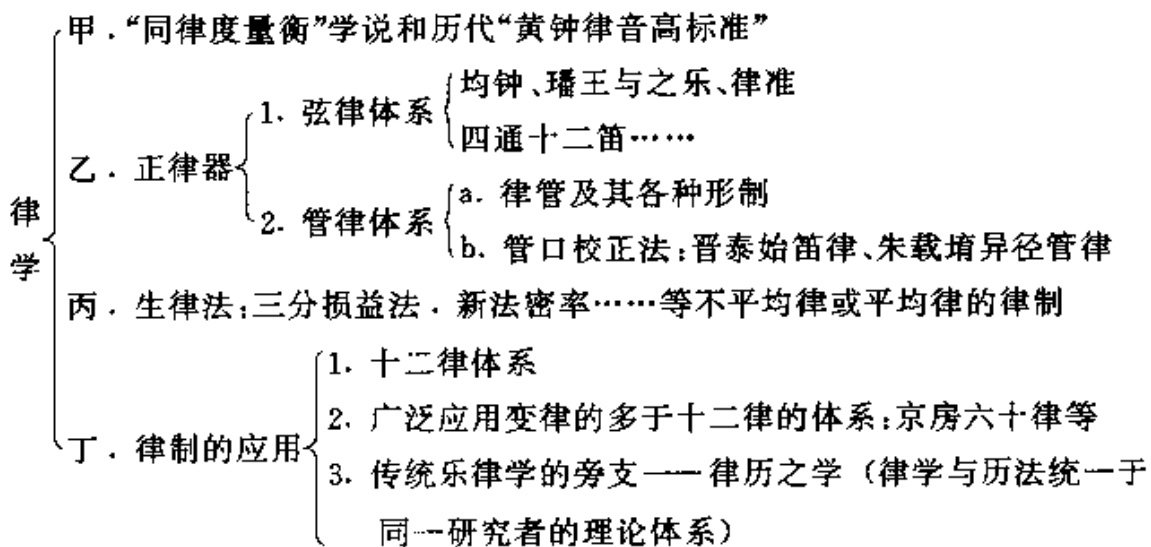 律学
甲．“同律度量衡”学说和历代“黄钟律音高标准”
乙．正律器
1. 弦律体系
均钟、璠王与之乐、律准
四通十二笛……
2. 管律体系
a. 律管及其各种形制
b. 管口校正法：晋泰始笛律、朱载堉异径管律
丙．生律法：三分损益法．新法密率……等不平均律或平均律的律制
丁．律制的应用
1. 十二律体系
2. 广泛应用变律的多于十二律的体系：京房六十律等
3. 传统乐律学的旁支——律历之学（律学与历法统一于
同一研究者的理论体系）